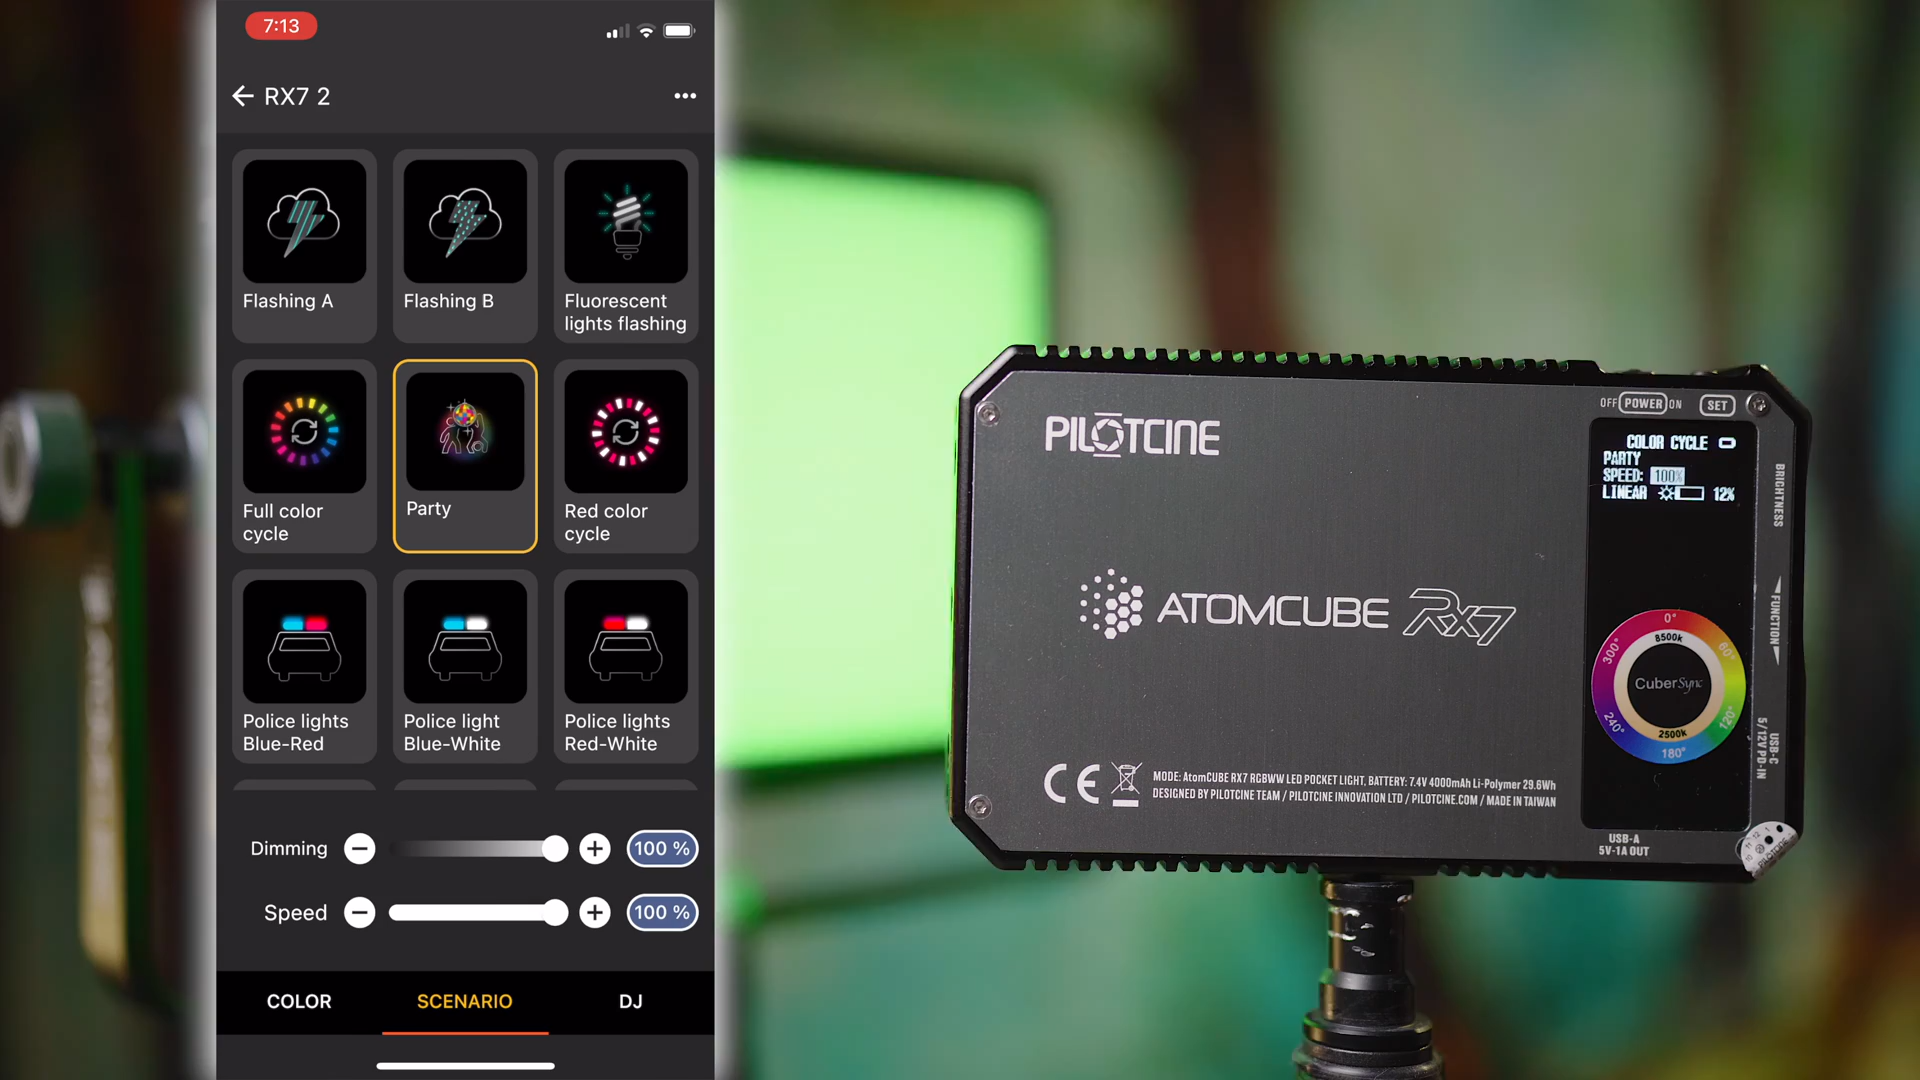 7:13
RX7 2
Flashing A
Flashing B
Fluorescent
lights flashing
Full color
cycle
Party
Red color
cycle
Police lights
Blue-Red
Police light
Blue-White
Police lights
Red-White
Dimming
100 %
Speed
100 %
COLOR
SCENARIO
DJ
PILOTCINE
OFF POWER ON
SET
COLOR CYCLE
PARTY
SPEED: 100%
LINEAR 12%
BRIGHTNESS
FUNCTION
ATOMCUBE RX7
0°
60°
120°
180°
240°
300°
8500k
CuberSync
2500k
USB-C
5/12V PD-IN
CE
MODE: AtomCUBE RX7 RGBWW LED POCKET LIGHT, BATTERY: 7.4V 4000mAh Li-Polymer 29.6Wh
DESIGNED BY PILOTCINE TEAM / PILOTCINE INNOVATION LTD / PILOTCINE.COM / MADE IN TAIWAN
USB-A
5V-1A OUT